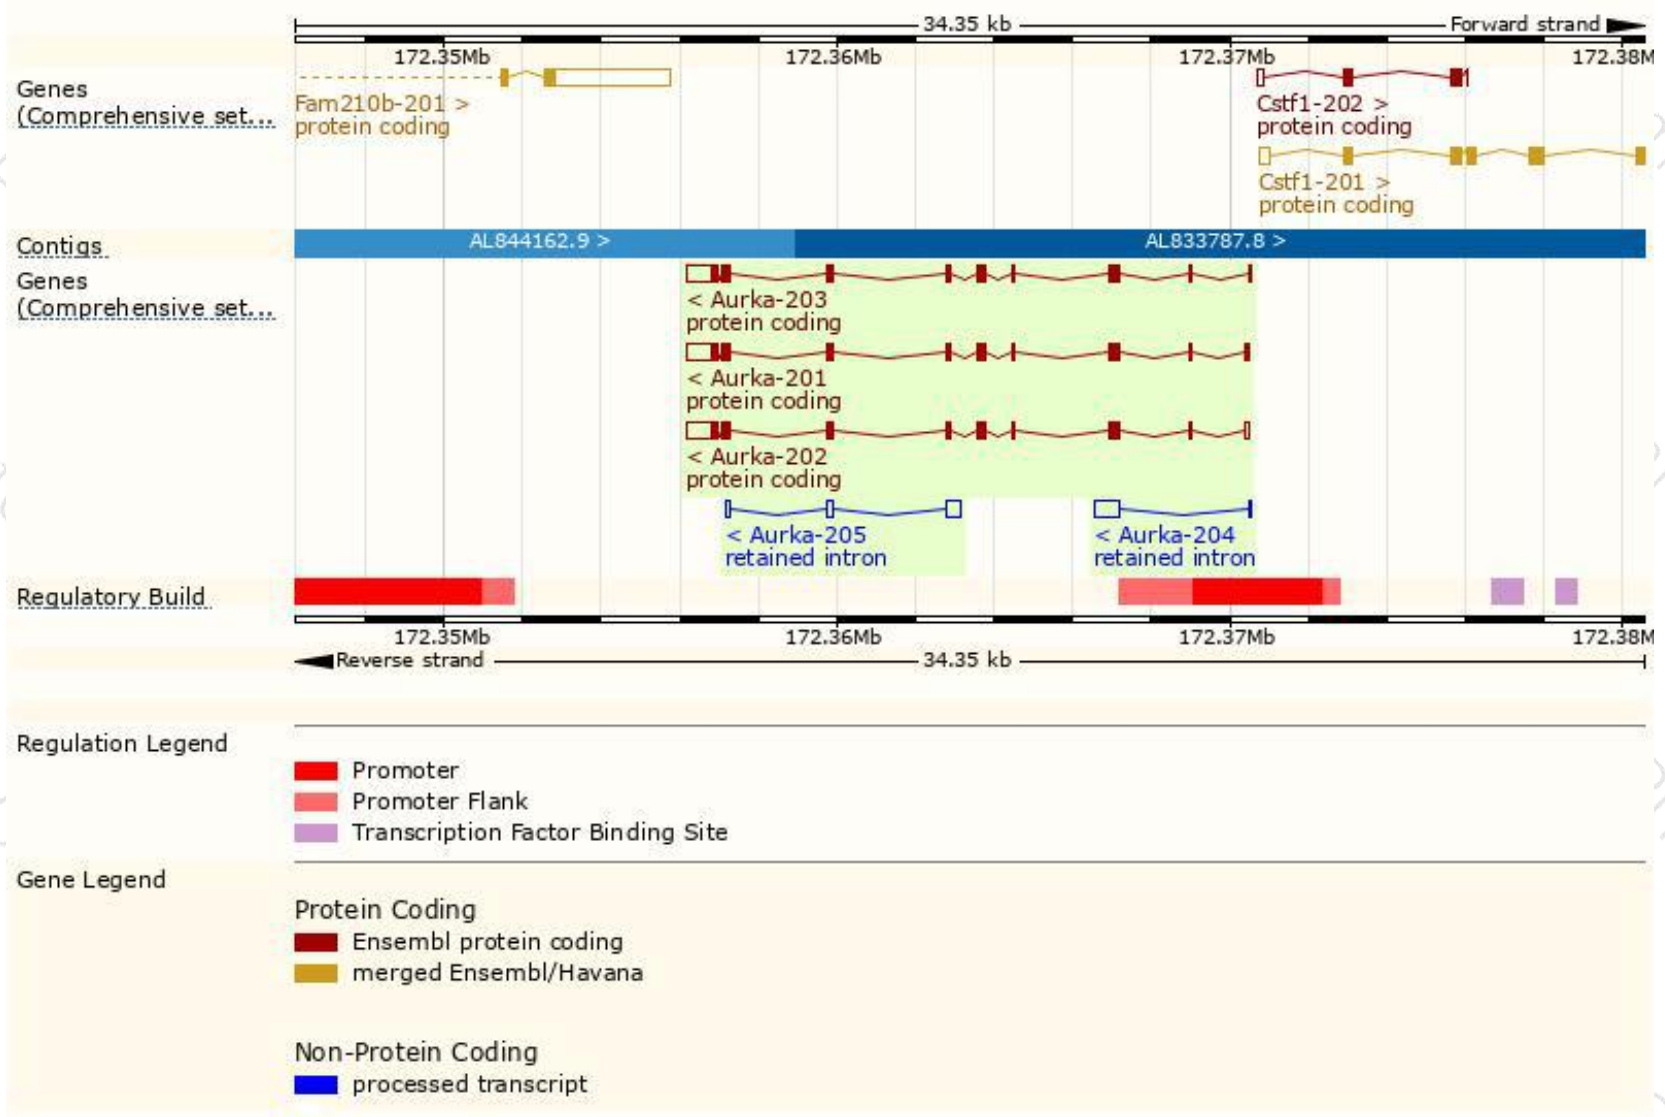 34.35 kb
Forward strand
172.35Mb 172.36Mb 172.37Mb 172.38M
Genes
(Comprehensive set...
Fam210b-201 >
protein coding
Cstf1-202 >
protein coding
Cstf1-201 >
protein coding
Contigs
AL844162.9 > AL833787.8 >
Genes
(Comprehensive set...
< Aurka-203
protein coding
< Aurka-201
protein coding
< Aurka-202
protein coding
< Aurka-205
retained intron
< Aurka-204
retained intron
Regulatory Build
172.35Mb 172.36Mb 172.37Mb 172.38M
Reverse strand
34.35 kb
Regulation Legend
Promoter
Promoter Flank
Transcription Factor Binding Site
Gene Legend
Protein Coding
Ensembl protein coding
merged Ensembl/Havana
Non-Protein Coding
processed transcript